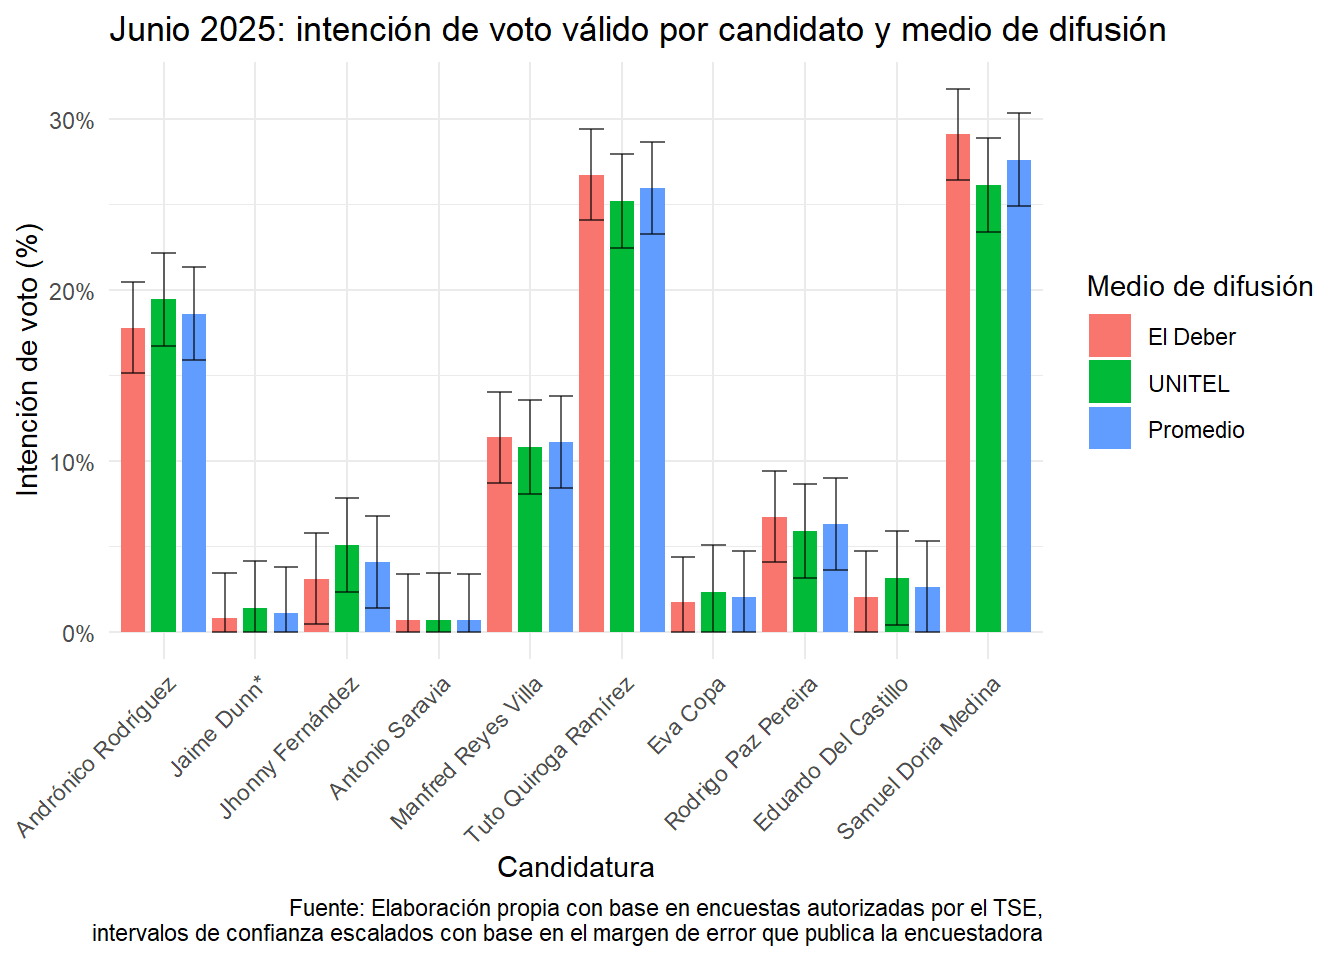 Junio 2025: intención de voto válido por candidato y medio de difusión
Intención de voto (%)
30%
20%
10%
0%
Andrónico Rodríguez
Jaime Dunn*
Jhonny Fernández
Antonio Saravia
Manfred Reyes Villa
Tuto Quiroga Ramírez
Eva Copa
Rodrigo Paz Pereira
Eduardo Del Castillo
Samuel Doria Medina
Candidatura
Medio de difusión
El Deber
UNITEL
Promedio
Fuente: Elaboración propia con base en encuestas autorizadas por el TSE,
intervalos de confianza escalados con base en el margen de error que publica la encuestadora